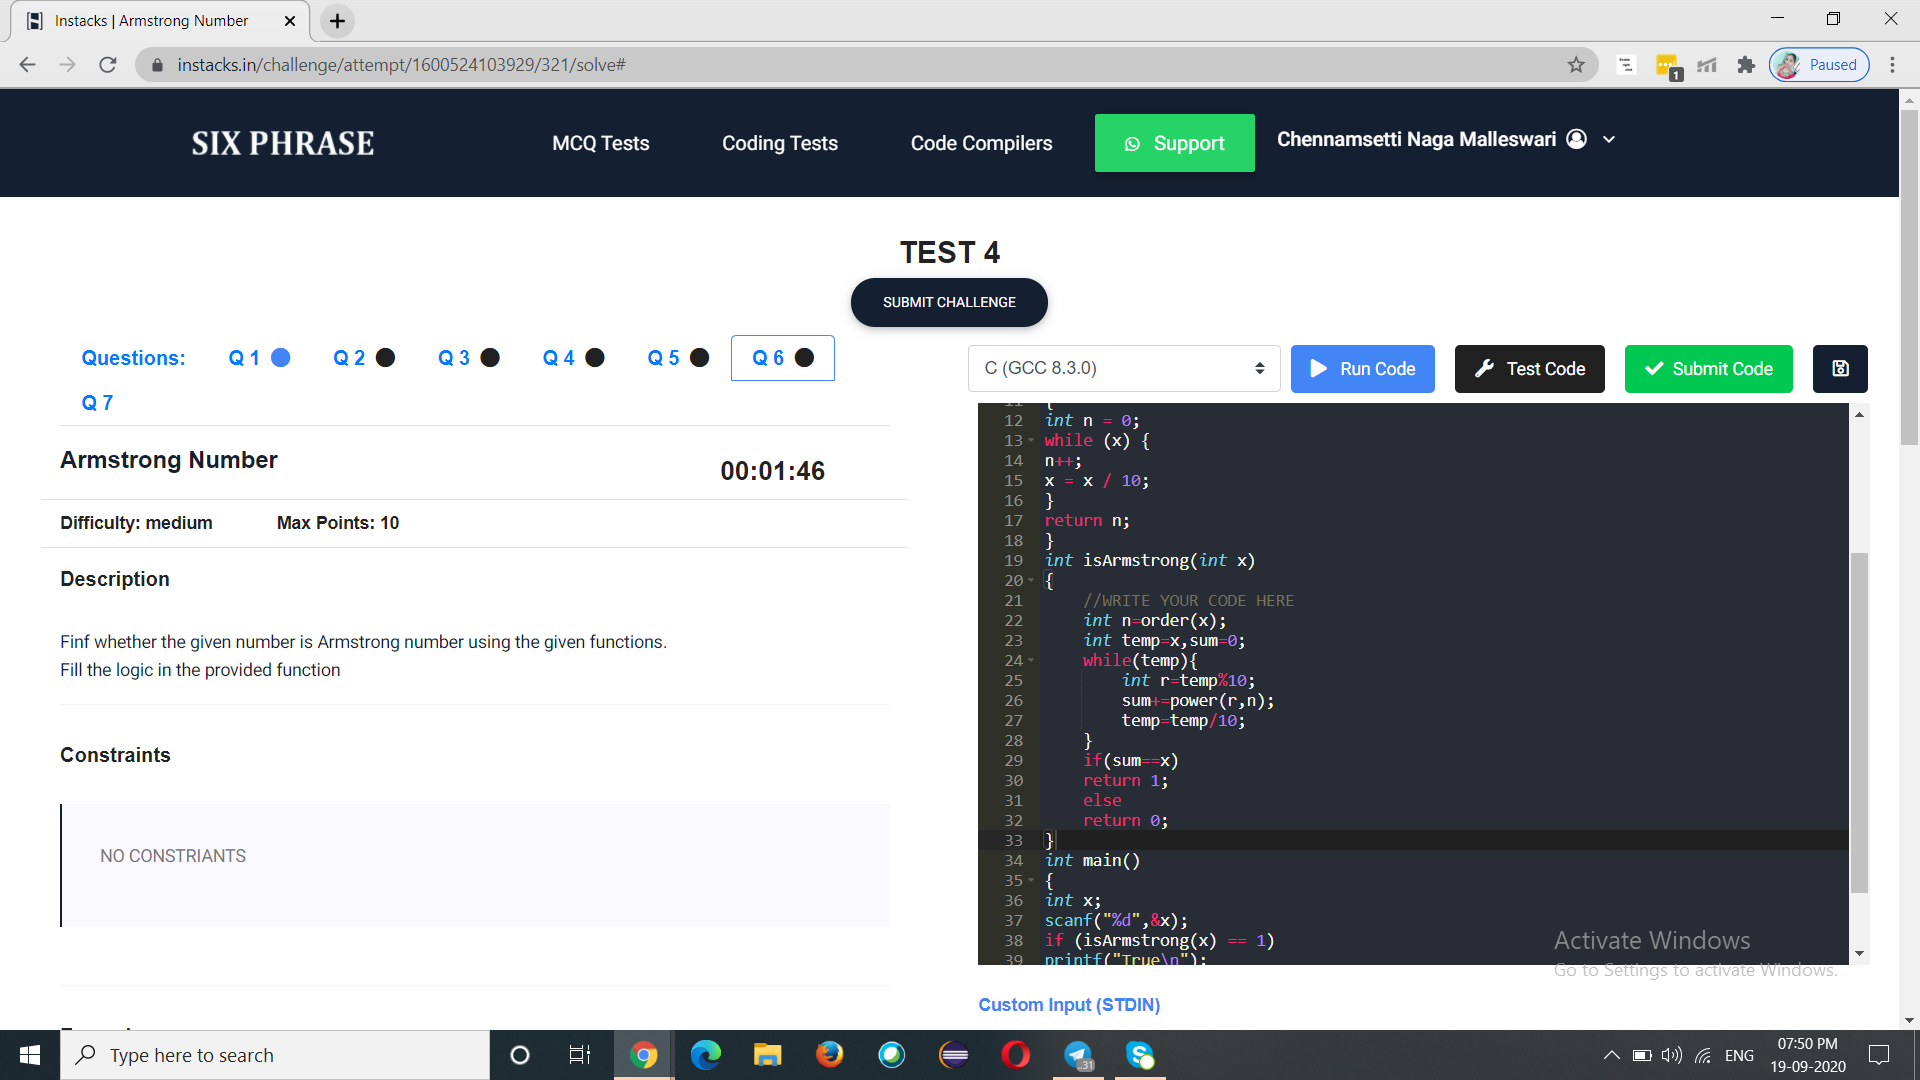 Instacks | Armstrong Number
instacks.in/challenge/attempt/1600524103929/321/solve#
1
Paused
SIX PHRASE
MCQ Tests
Coding Tests
Code Compilers
Support
Chennamsetti Naga Malleswari
TEST 4
SUBMIT CHALLENGE
Questions: Q 1 Q 2 Q 3 Q 4 Q 5 Q 6
Q 7
C (GCC 8.3.0)
Run Code
Test Code
Submit Code
Armstrong Number
00:01:46
Difficulty: medium Max Points: 10
Description
Finf whether the given number is Armstrong number using the given functions.
Fill the logic in the provided function
Constraints
NO CONSTRIANTS
11 {
12 int n = 0;
13 while (x) {
14 n++;
15 x = x / 10;
16 }
17 return n;
18 }
19 int isArmstrong(int x)
20 {
21 //WRITE YOUR CODE HERE
22 int n=order(x);
23 int temp=x,sum=0;
24 while(temp){
25 int r=temp%10;
26 sum+=power(r,n);
27 temp=temp/10;
28 }
29 if(sum==x)
30 return 1;
31 else
32 return 0;
33 }
34 int main()
35 {
36 int x;
37 scanf("%d",&x);
38 if (isArmstrong(x) == 1)
39 printf("True\n");
Activate Windows
Go to Settings to activate Windows.
Custom Input (STDIN)
Type here to search
31
ENG
07:50 PM
19-09-2020